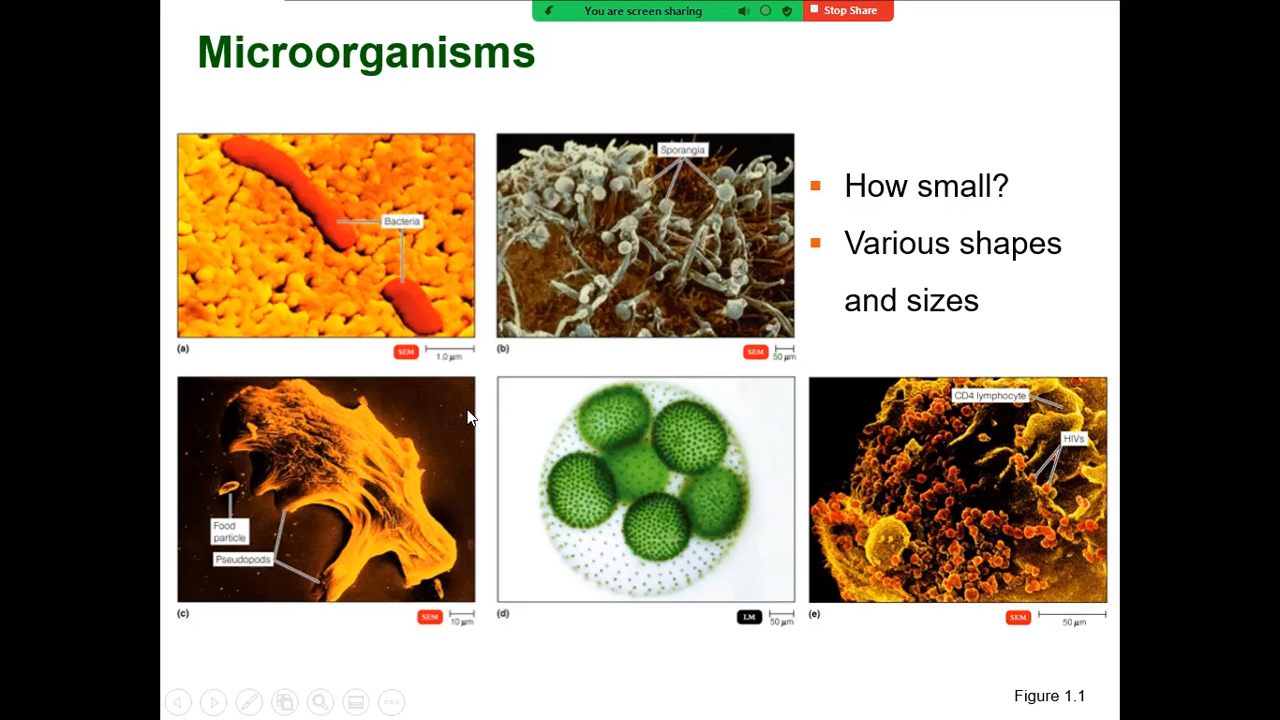 You are screen sharing
Stop Share
Microorganisms
Bacteria
(a)
SEM
1.0 µm
Sporangia
(b)
SEM
50 µm
How small?
Various shapes
and sizes
Food
particle
Pseudopods
(c)
SEM
10 µm
(d)
LM
50 µm
CD4 lymphocyte
HIVs
(e)
SEM
50 µm
Figure 1.1